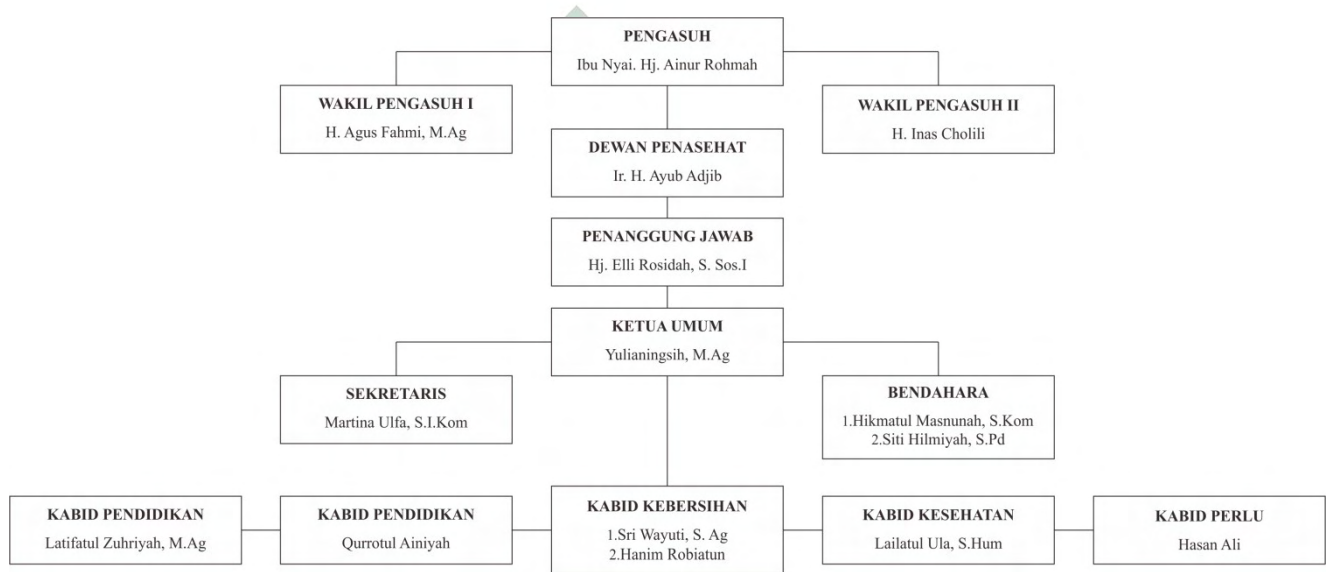 PENGASUH
Ibu Nyai. Hj. Ainur Rohmah
WAKIL PENGASUH I
H. Agus Fahmi, M.Ag
WAKIL PENGASUH II
H. Inas Cholili
DEWAN PENASEHAT
Ir. H. Ayub Adjib
PENANGGUNG JAWAB
Hj. Elli Rosidah, S. Sos.I
KETUA UMUM
Yulianingsih, M.Ag
SEKRETARIS
Martina Ulfa, S.I.Kom
BENDAHARA
1.Hikmatul Masnunah, S.Kom
2.Siti Hilmiyah, S.Pd
KABID PENDIDIKAN
Latifatul Zuhriyah, M.Ag
KABID PENDIDIKAN
Qurrotul Ainiyah
KABID KEBERSIHAN
1.Sri Wayuti, S. Ag
2.Hanim Robiatun
KABID KESEHATAN
Lailatul Ula, S.Hum
KABID PERLU
Hasan Ali